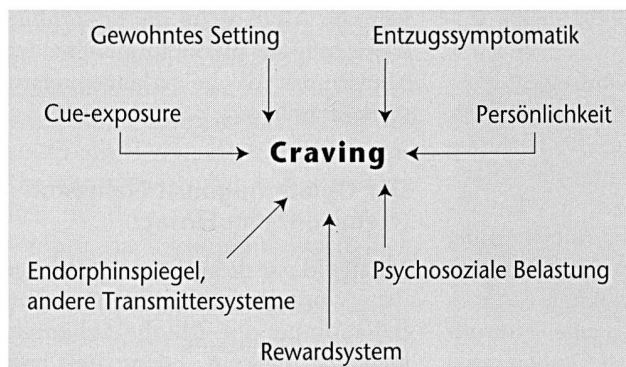 Gewohntes Setting
Entzugssymptomatik
Cue-exposure
Persönlichkeit
Craving
Endorphinspiegel,
andere Transmittersysteme
Psychosoziale Belastung
Rewardsystem